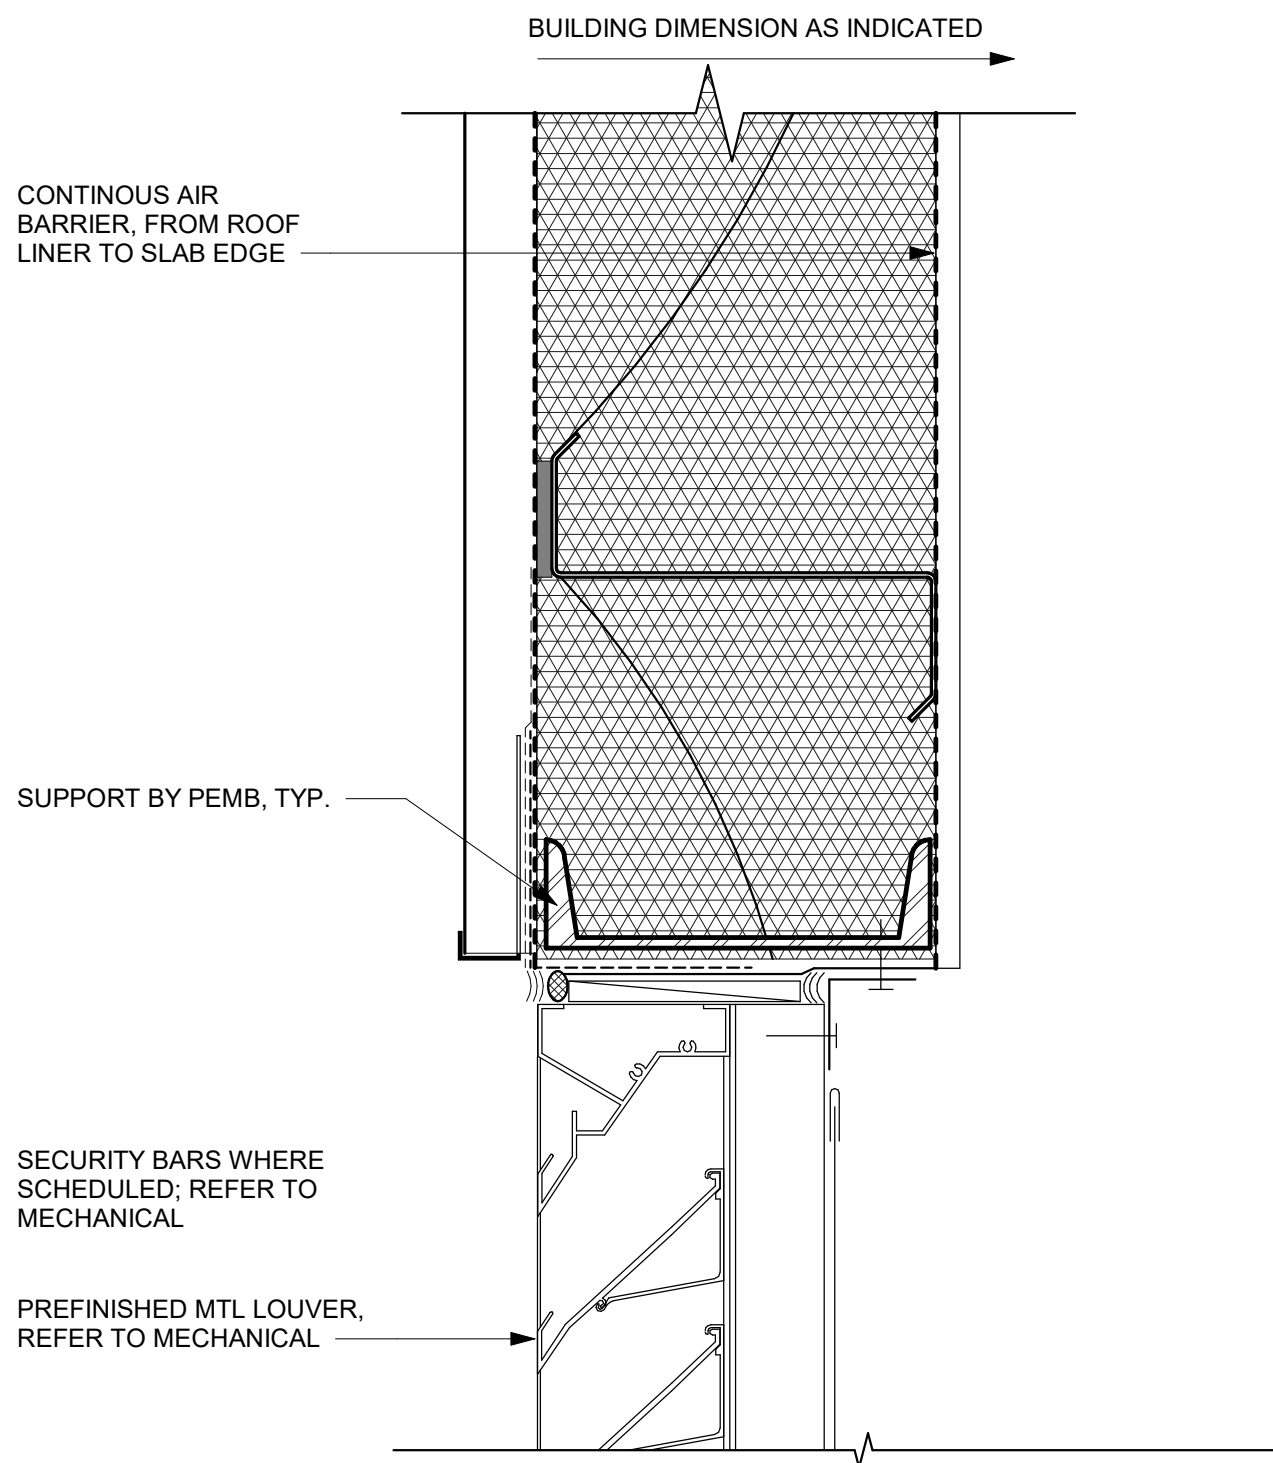 BUILDING DIMENSION AS INDICATED
CONTINOUS AIR
BARRIER, FROM ROOF
LINER TO SLAB EDGE
SUPPORT BY PEMB, TYP.
SECURITY BARS WHERE
SCHEDULED; REFER TO
MECHANICAL
PREFINISHED MTL LOUVER,
REFER TO MECHANICAL